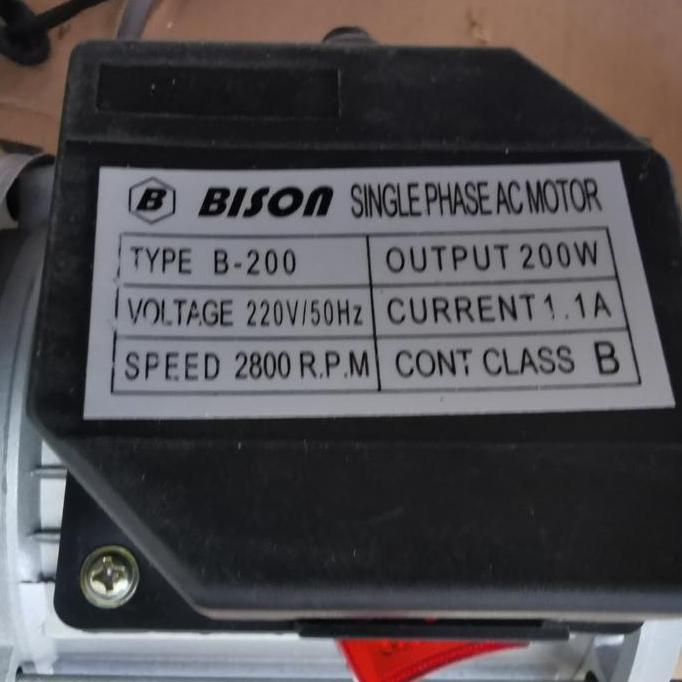 B BISON SINGLE PHASE AC MOTOR
TYPE B-200 OUTPUT 200W
VOLTAGE 220V/50Hz CURRENT 1.1A
SPEED 2800 R.P.M CONT CLASS B